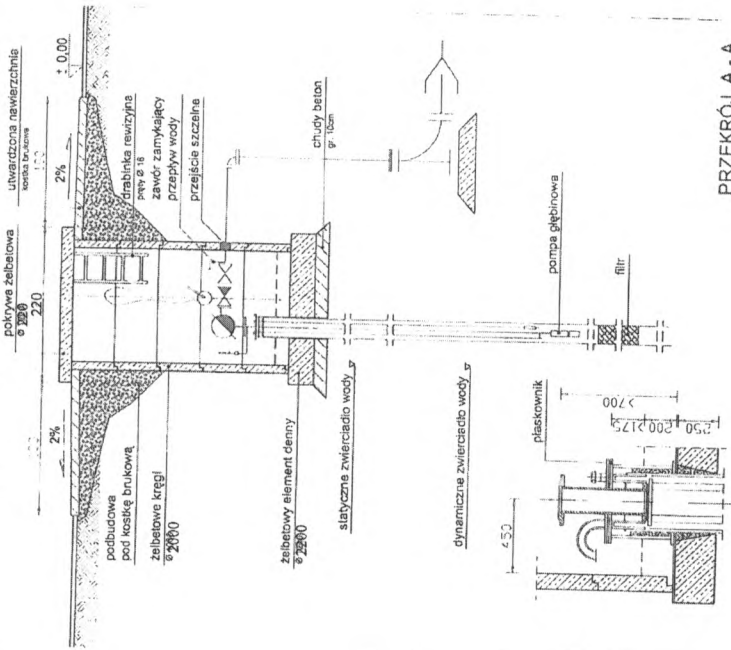 pokrywa żelbetowa
220
utwardzona nawierzchnia
kostka brukowa
± 0,00
2%
2%
drabinka rewizyjna
pręty Ø 18
zawór zamykający
przepływ wody
przejście szczelne
podbudowa
pod kostkę brukową
żelbetowe kręgi
Ø 2000
żelbetowy element denny
chudy beton
gr. 10cm
statyczne zwierciadło wody
dynamiczne zwierciadło wody
pompa głębinowa
filtr
płaskownik
450
>700
200
>175
250
PRZEKRÓJ A-A